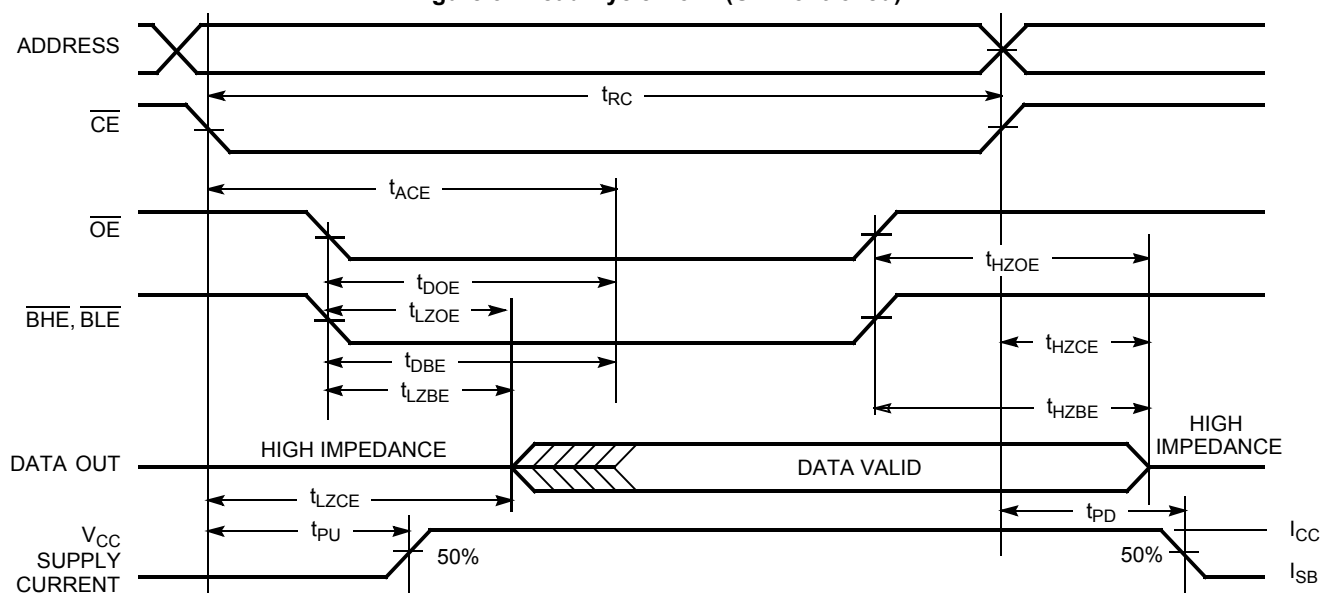 ADDRESS
tRC
CE
tACE
OE
tHZOE
tDOE
tLZOE
BHE, BLE
tHZCE
tDBE
tLZBE
tHZBE
HIGH
IMPEDANCE
HIGH IMPEDANCE
DATA OUT
DATA VALID
tLZCE
tPD
tPU
VCC
SUPPLY
CURRENT
50%
50%
ICC
ISB